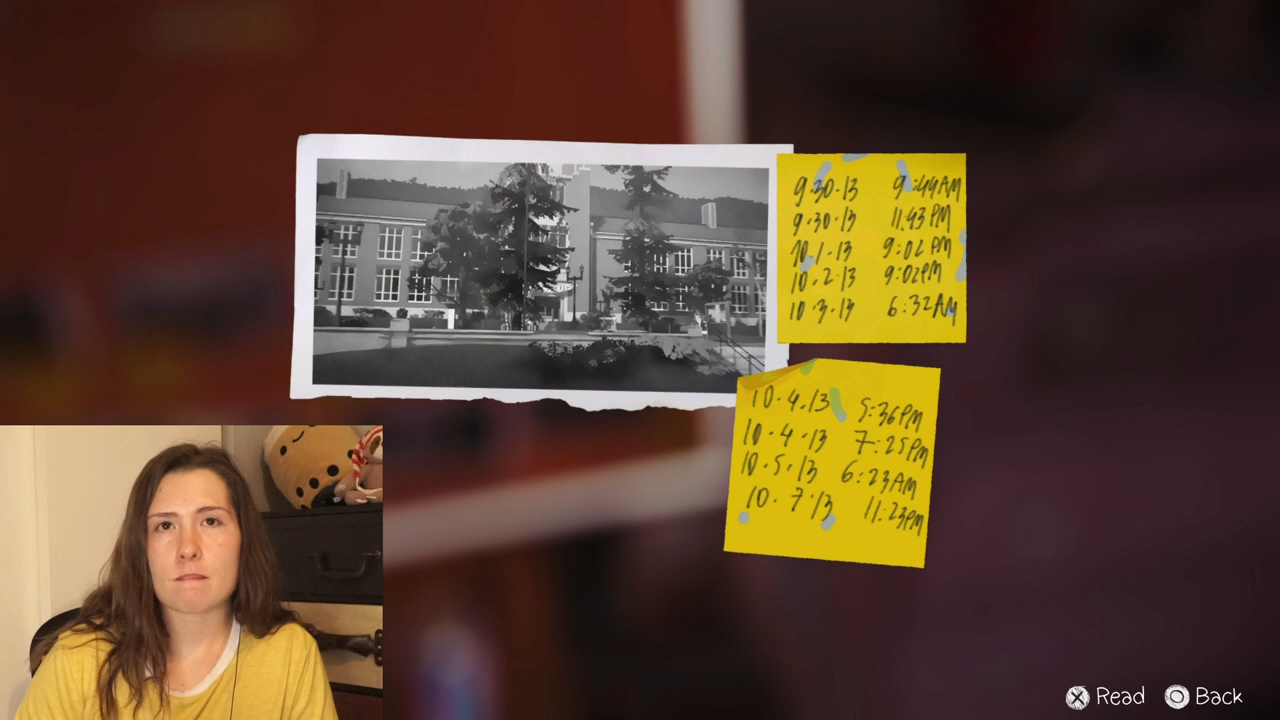 9·30·13 9:44AM
9·30·13 11:43PM
10·1·13 9:02PM
10·2·13 9:02PM
10·3·13 6:32AM
10·4·13 5:36PM
10·4·13 7:25PM
10·5·13 6:23AM
10·7·13 11:23PM
Read Back